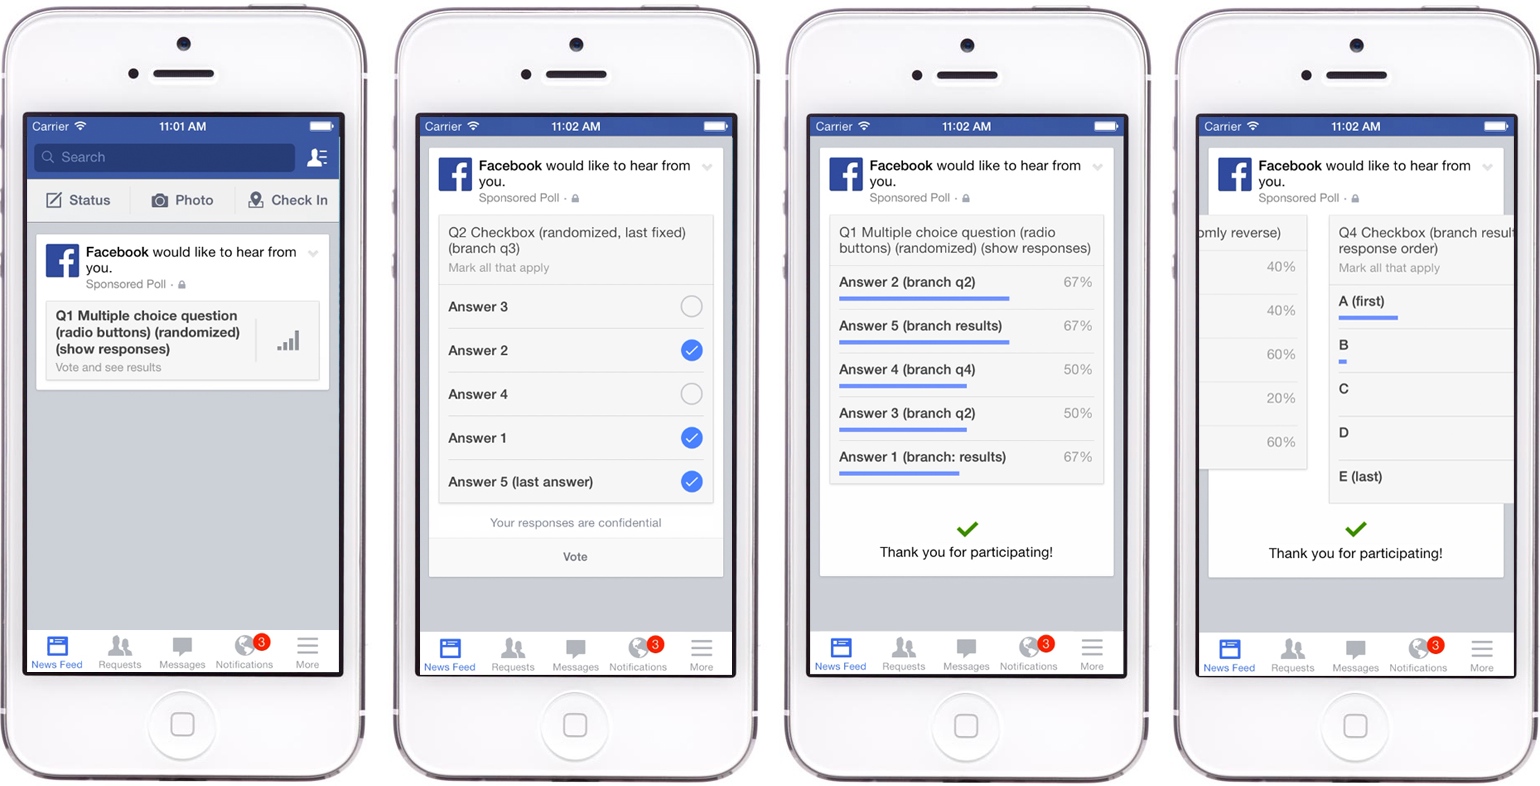 Carrier 11:01 AM
Search
Status Photo Check In
Facebook would like to hear from
you.
Sponsored Poll ·
Q1 Multiple choice question
(radio buttons) (randomized)
(show responses)
Vote and see results
3
News Feed Requests Messages Notifications More
Carrier 11:02 AM
Facebook would like to hear from
you.
Sponsored Poll ·
Q2 Checkbox (randomized, last fixed)
(branch q3)
Mark all that apply
Answer 3
Answer 2
Answer 4
Answer 1
Answer 5 (last answer)
Your responses are confidential
Vote
3
News Feed Requests Messages Notifications More
Carrier 11:02 AM
Facebook would like to hear from
you.
Sponsored Poll ·
Q1 Multiple choice question (radio
buttons) (randomized) (show responses)
Answer 2 (branch q2) 67%
Answer 5 (branch results) 67%
Answer 4 (branch q4) 50%
Answer 3 (branch q2) 50%
Answer 1 (branch: results) 67%
Thank you for participating!
3
News Feed Requests Messages Notifications More
Carrier 11:02 AM
Facebook would like to hear from
you.
Sponsored Poll ·
omly reverse)
40%
40%
60%
20%
60%
Q4 Checkbox (branch result
response order)
Mark all that apply
A (first)
B
C
D
E (last)
Thank you for participating!
3
News Feed Requests Messages Notifications More